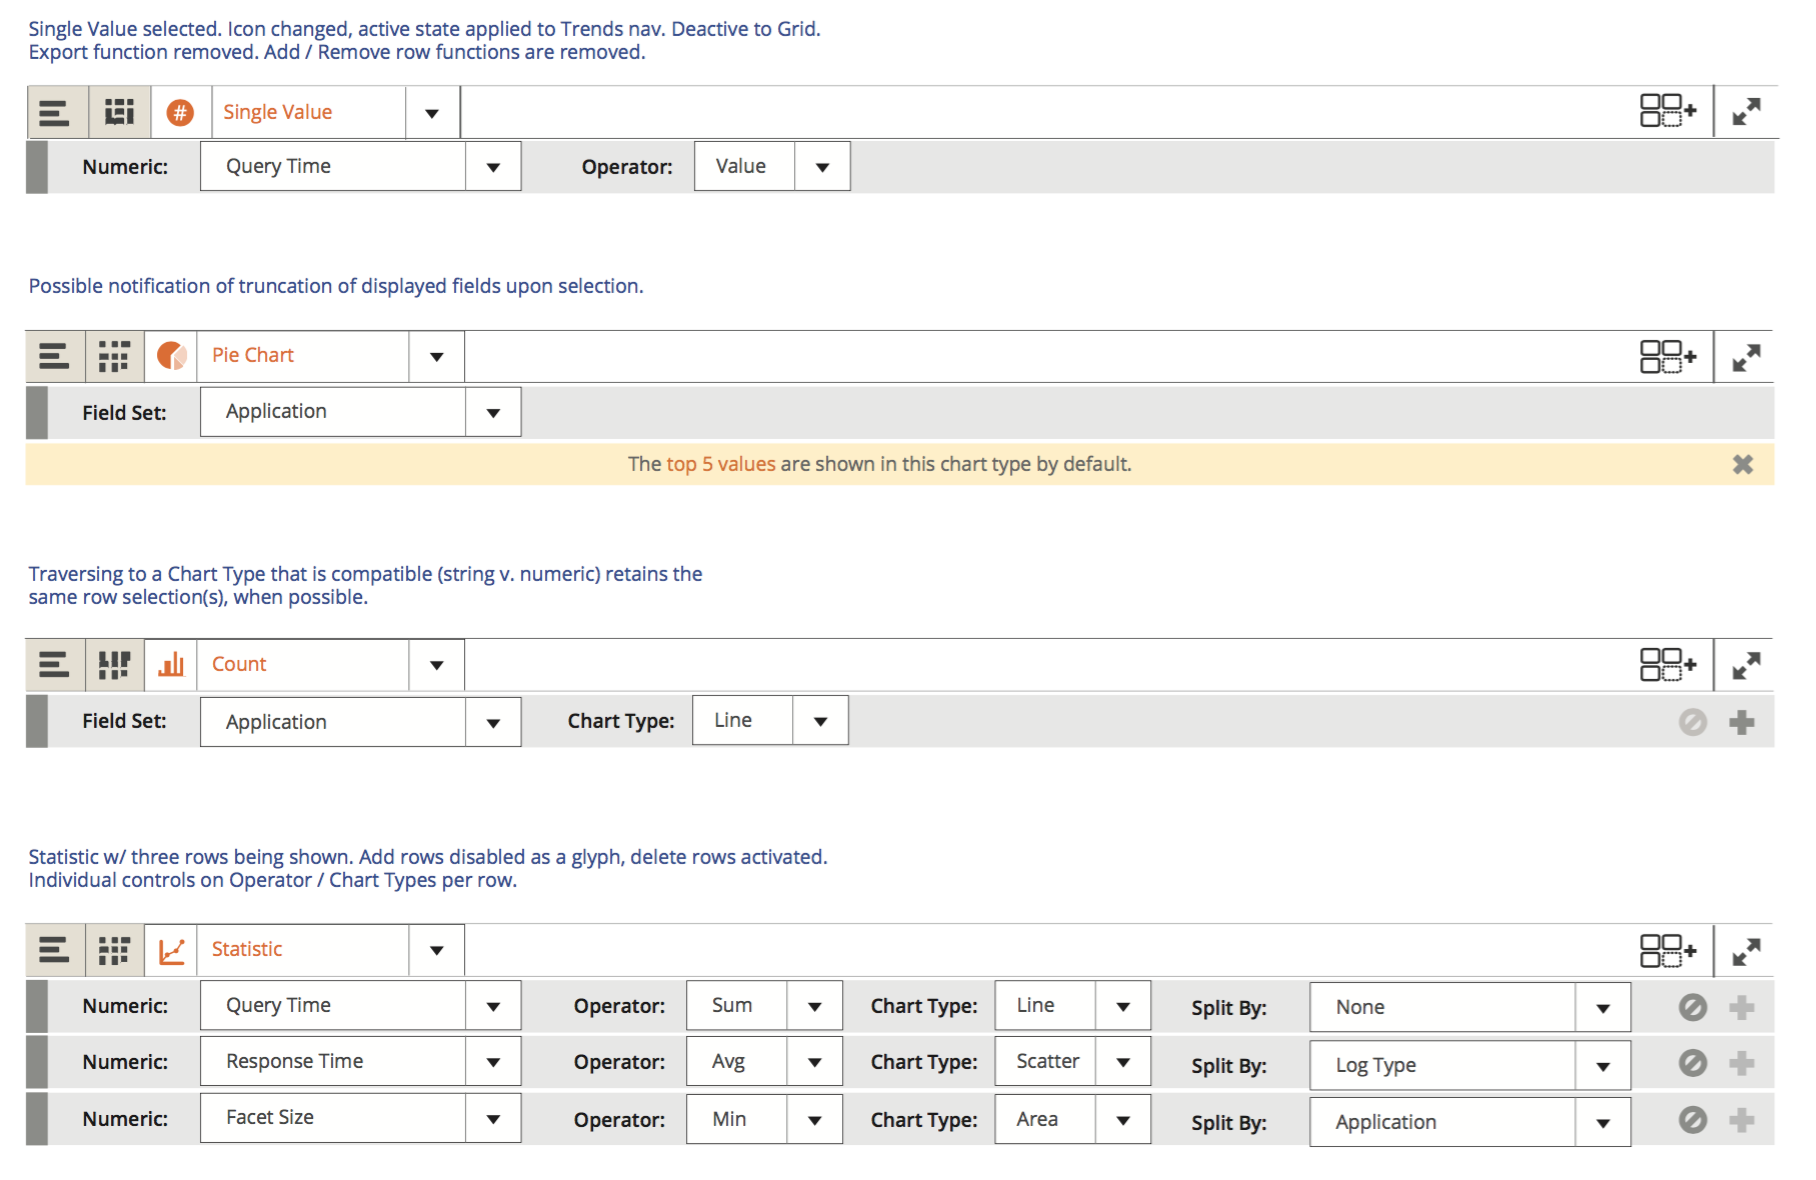 Single Value selected. Icon changed, active state applied to Trends nav. Deactive to Grid.
Export function removed. Add / Remove row functions are removed.
# Single Value
Numeric: Query Time Operator: Value
Possible notification of truncation of displayed fields upon selection.
Pie Chart
Field Set: Application
The top 5 values are shown in this chart type by default.
Traversing to a Chart Type that is compatible (string v. numeric) retains the
same row selection(s), when possible.
Count
Field Set: Application Chart Type: Line
Statistic w/ three rows being shown. Add rows disabled as a glyph, delete rows activated.
Individual controls on Operator / Chart Types per row.
Statistic
Numeric: Query Time Operator: Sum Chart Type: Line Split By: None
Numeric: Response Time Operator: Avg Chart Type: Scatter Split By: Log Type
Numeric: Facet Size Operator: Min Chart Type: Area Split By: Application